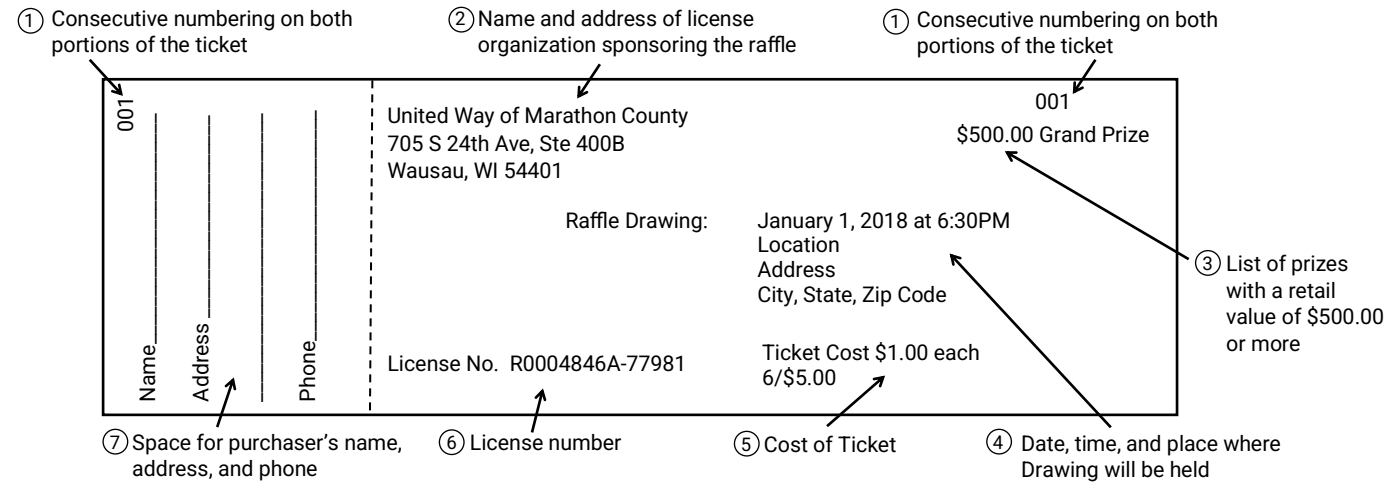 ① Consecutive numbering on both
portions of the ticket
② Name and address of license
organization sponsoring the raffle
① Consecutive numbering on both
portions of the ticket
001
Name
Address
Phone
United Way of Marathon County
705 S 24th Ave, Ste 400B
Wausau, WI 54401
001
$500.00 Grand Prize
Raffle Drawing:
January 1, 2018 at 6:30PM
Location
Address
City, State, Zip Code
License No. R0004846A-77981
Ticket Cost $1.00 each
6/$5.00
③ List of prizes
with a retail
value of $500.00
or more
⑦ Space for purchaser’s name,
address, and phone
⑥ License number
⑤ Cost of Ticket
④ Date, time, and place where
Drawing will be held